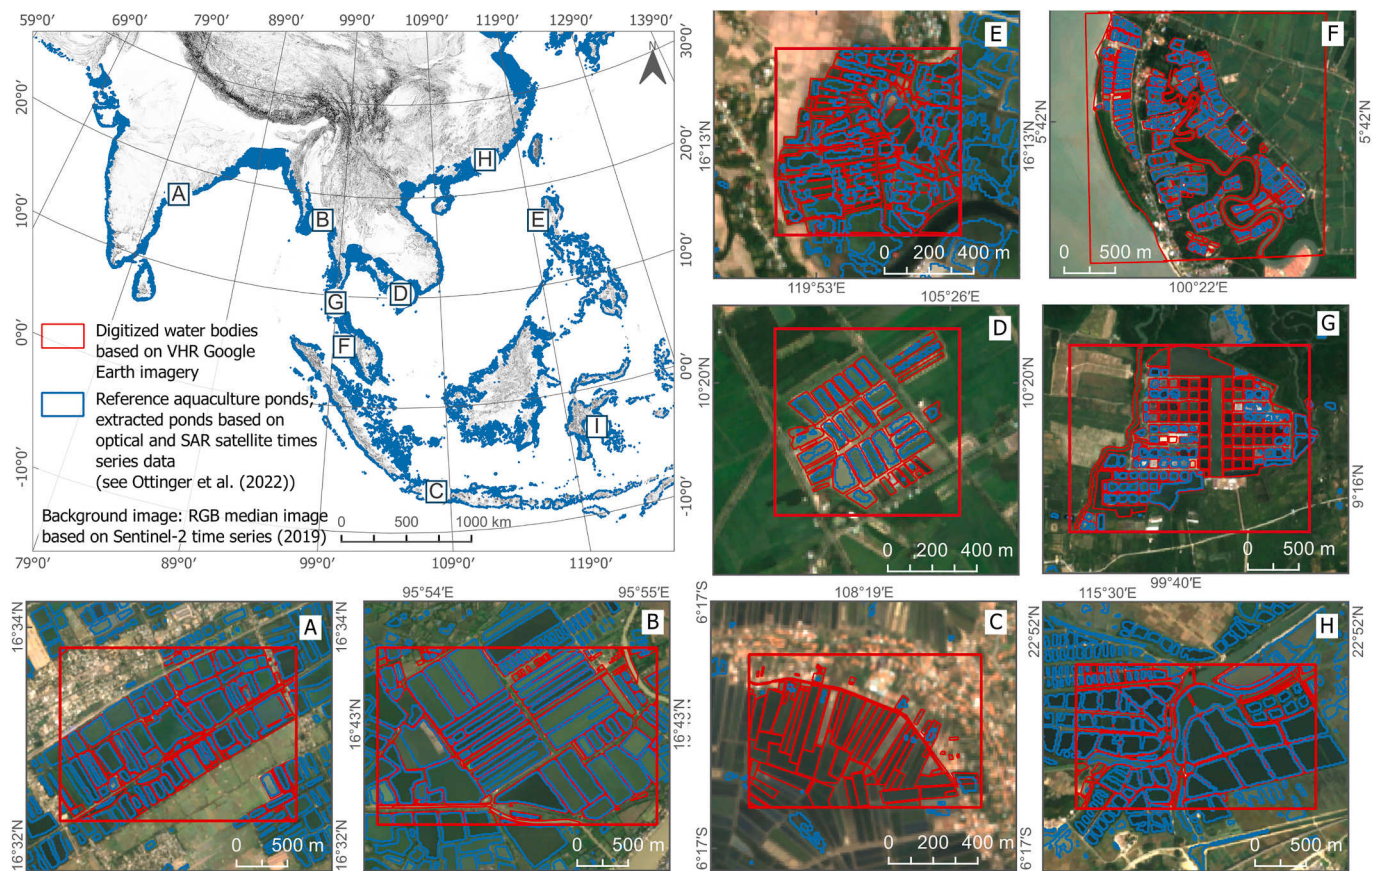 59°0' 69°0' 79°0' 89°0' 99°0' 109°0' 119°0' 129°0' 139°0'
30°0'
20°0'
10°0'
0°0'
-10°0'
20°0'
10°0'
0°0'
-10°0'
N
A
B
C
D
E
F
G
H
I
Digitized water bodies
based on VHR Google
Earth imagery
Reference aquaculture ponds,
extracted ponds based on
optical and SAR satellite times
series data
(see Ottinger et al. (2022))
Background image: RGB median image
based on Sentinel-2 time series (2019)
0 500 1000 km
79°0' 89°0' 99°0' 109°0' 119°0'
E
16°13'N
16°13'N
0 200 400 m
119°53'E
F
5°42'N
5°42'N
0 500 m
100°22'E
105°26'E
D
10°20'N
10°20'N
0 200 400 m
G
9°16'N
0 500 m
99°40'E
16°34'N
16°34'N
A
16°32'N
16°32'N
0 500 m
95°54'E 95°55'E
B
16°43'N
16°43'N
0 500 m
108°19'E
6°17'S
6°17'S
C
6°17'S
6°17'S
0 200 400 m
115°30'E
22°52'N
22°52'N
H
0 500 m